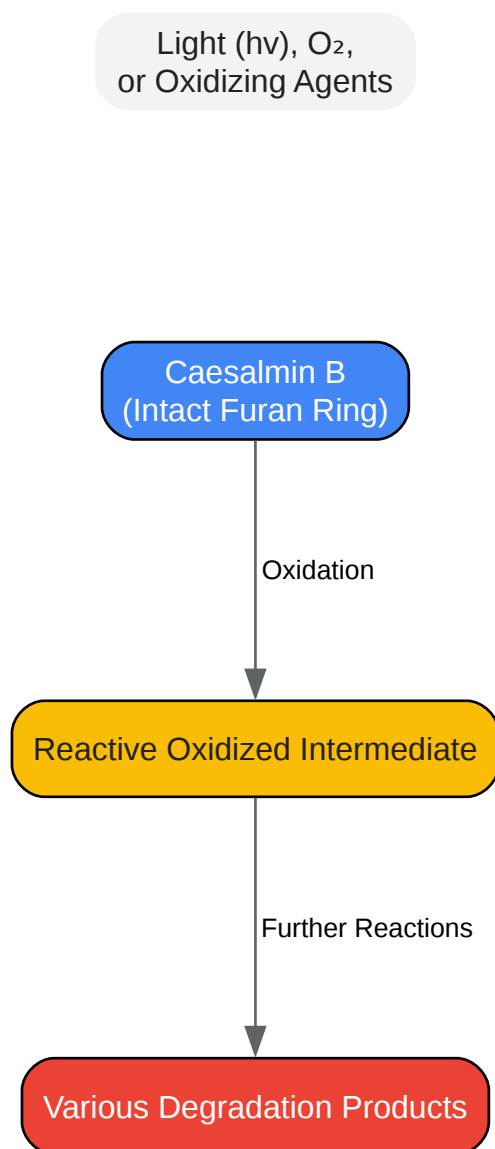 Light (hv), O₂,
or Oxidizing Agents
Caesalmin B
(Intact Furan Ring)
Oxidation
Reactive Oxidized Intermediate
Further Reactions
Various Degradation Products